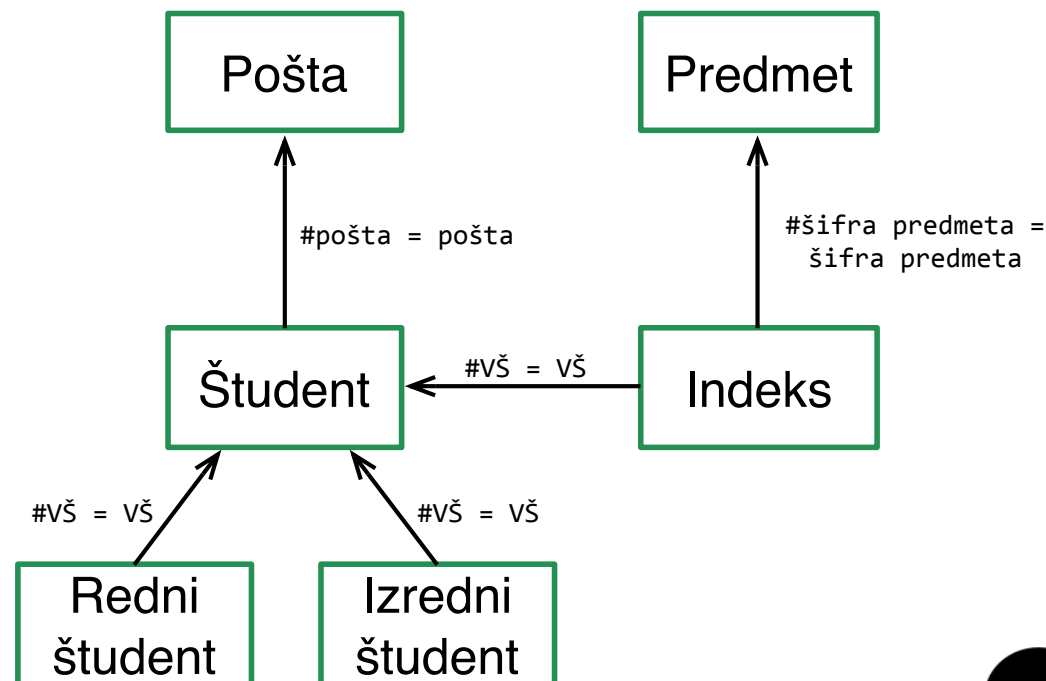 Pošta
Predmet
#pošta = pošta
#šifra predmeta =
šifra predmeta
Študent
#VŠ = VŠ
Indeks
#VŠ = VŠ
#VŠ = VŠ
Redni
študent
Izredni
študent